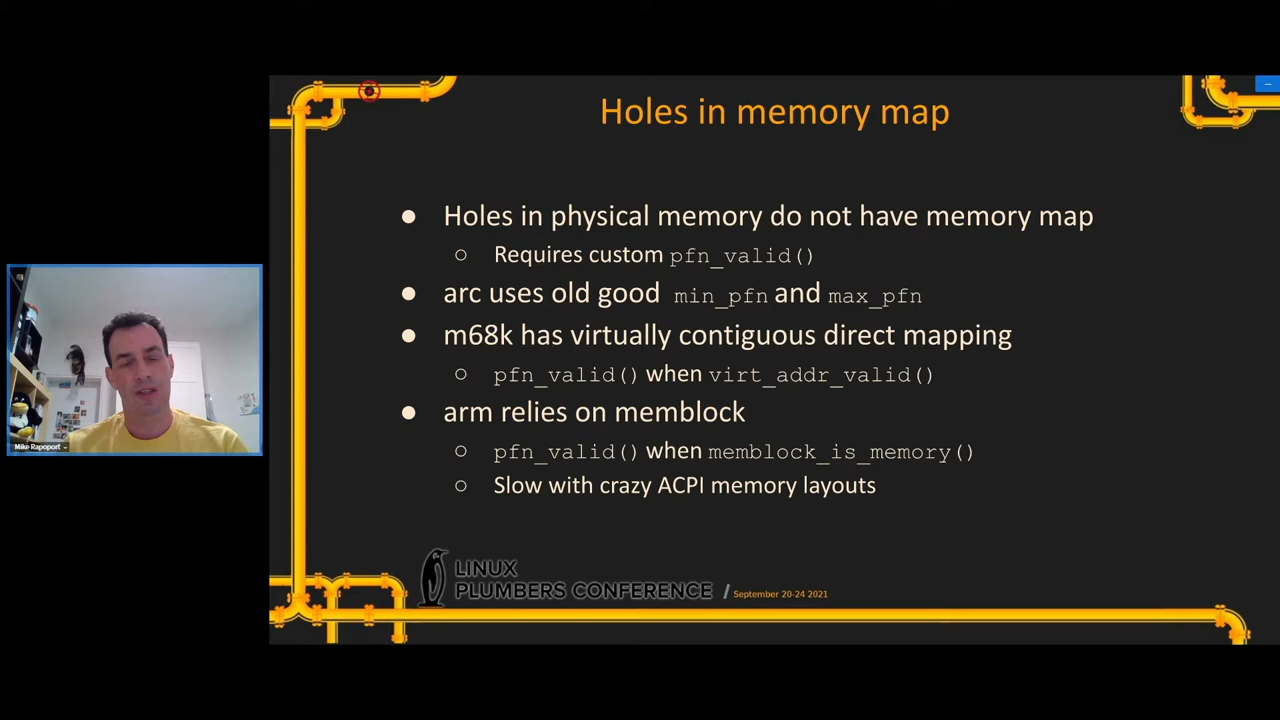 Holes in memory map
● Holes in physical memory do not have memory map
○ Requires custom pfn_valid()
● arc uses old good min_pfn and max_pfn
● m68k has virtually contiguous direct mapping
○ pfn_valid() when virt_addr_valid()
● arm relies on memblock
○ pfn_valid() when memblock_is_memory()
○ Slow with crazy ACPI memory layouts
Mike Rapoport
LINUX
PLUMBERS CONFERENCE / September 20-24 2021